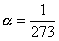 α = 1/273